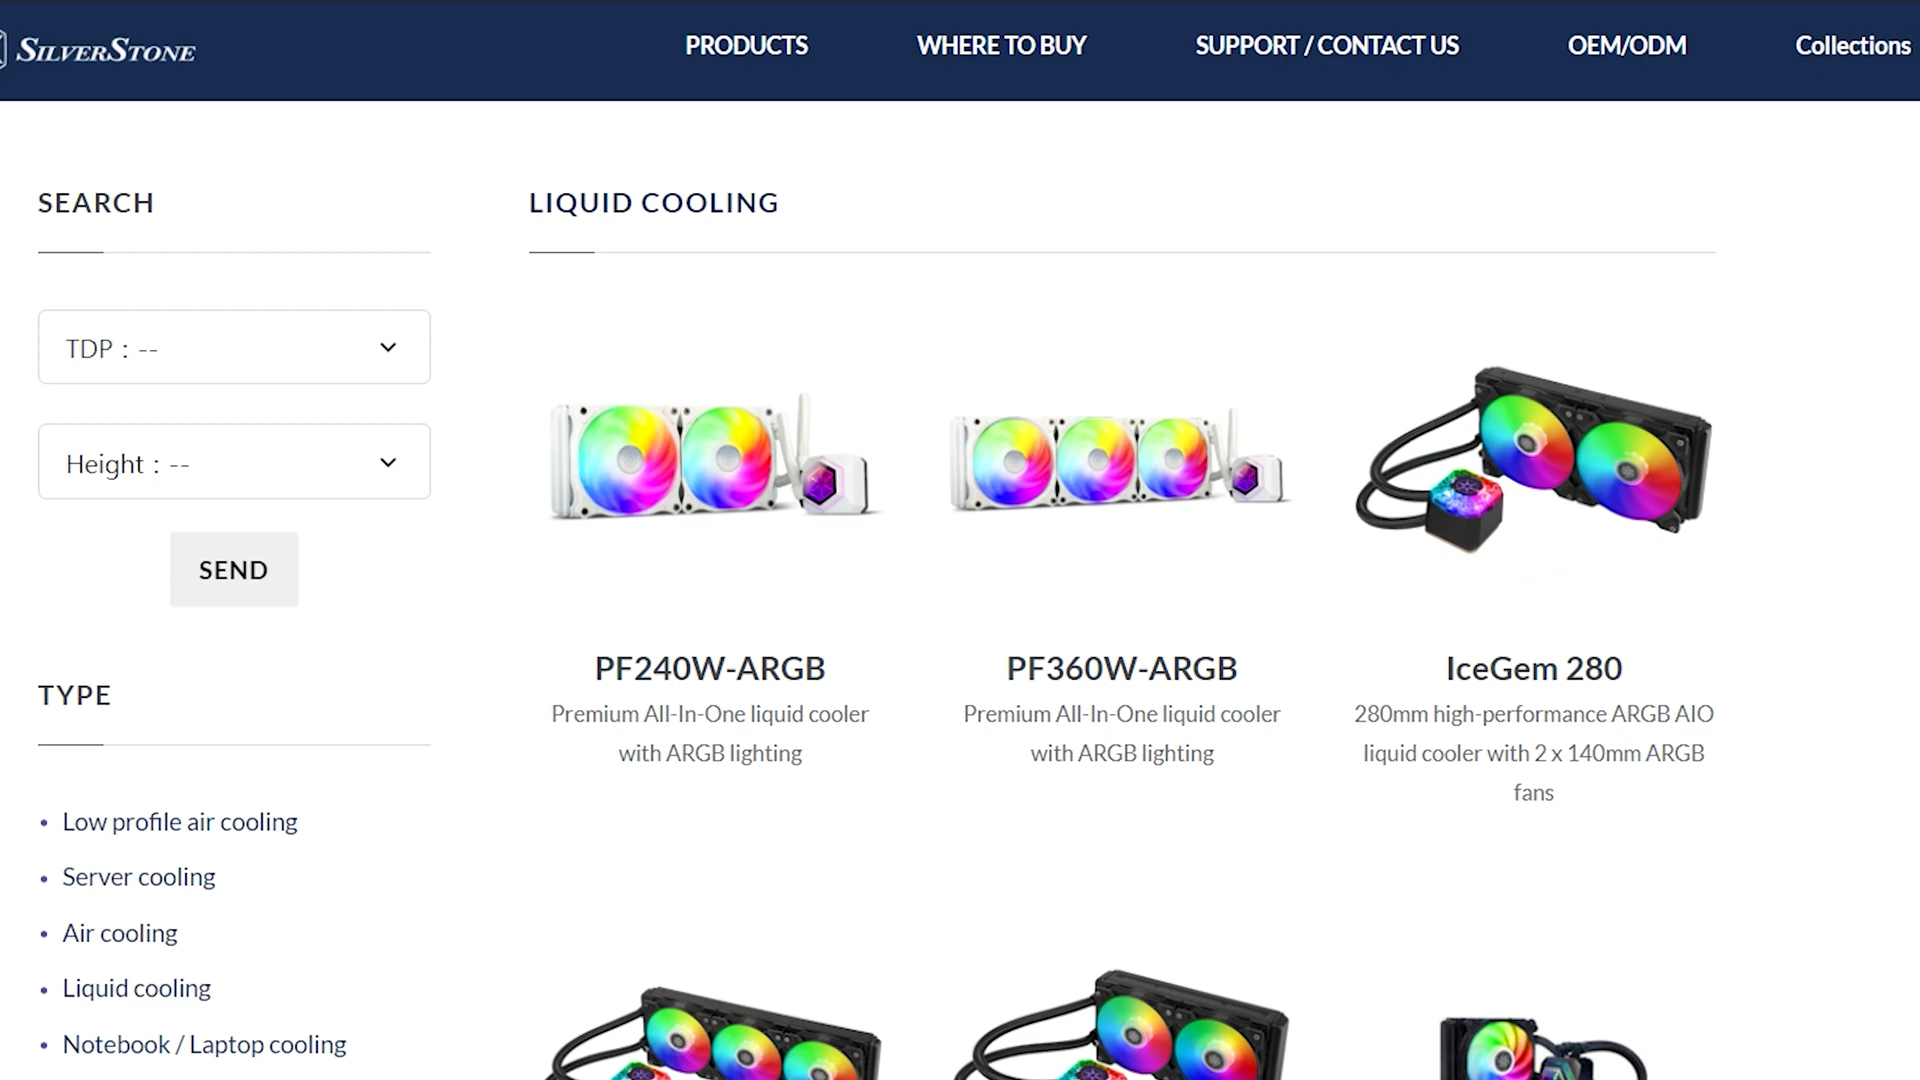 SILVERSTONE
PRODUCTS
WHERE TO BUY
SUPPORT / CONTACT US
OEM/ODM
Collections
SEARCH
TDP : --
Height : --
SEND
TYPE
• Low profile air cooling
• Server cooling
• Air cooling
• Liquid cooling
• Notebook / Laptop cooling
LIQUID COOLING
PF240W-ARGB
Premium All-In-One liquid cooler
with ARGB lighting
PF360W-ARGB
Premium All-In-One liquid cooler
with ARGB lighting
IceGem 280
280mm high-performance ARGB AIO
liquid cooler with 2 x 140mm ARGB
fans